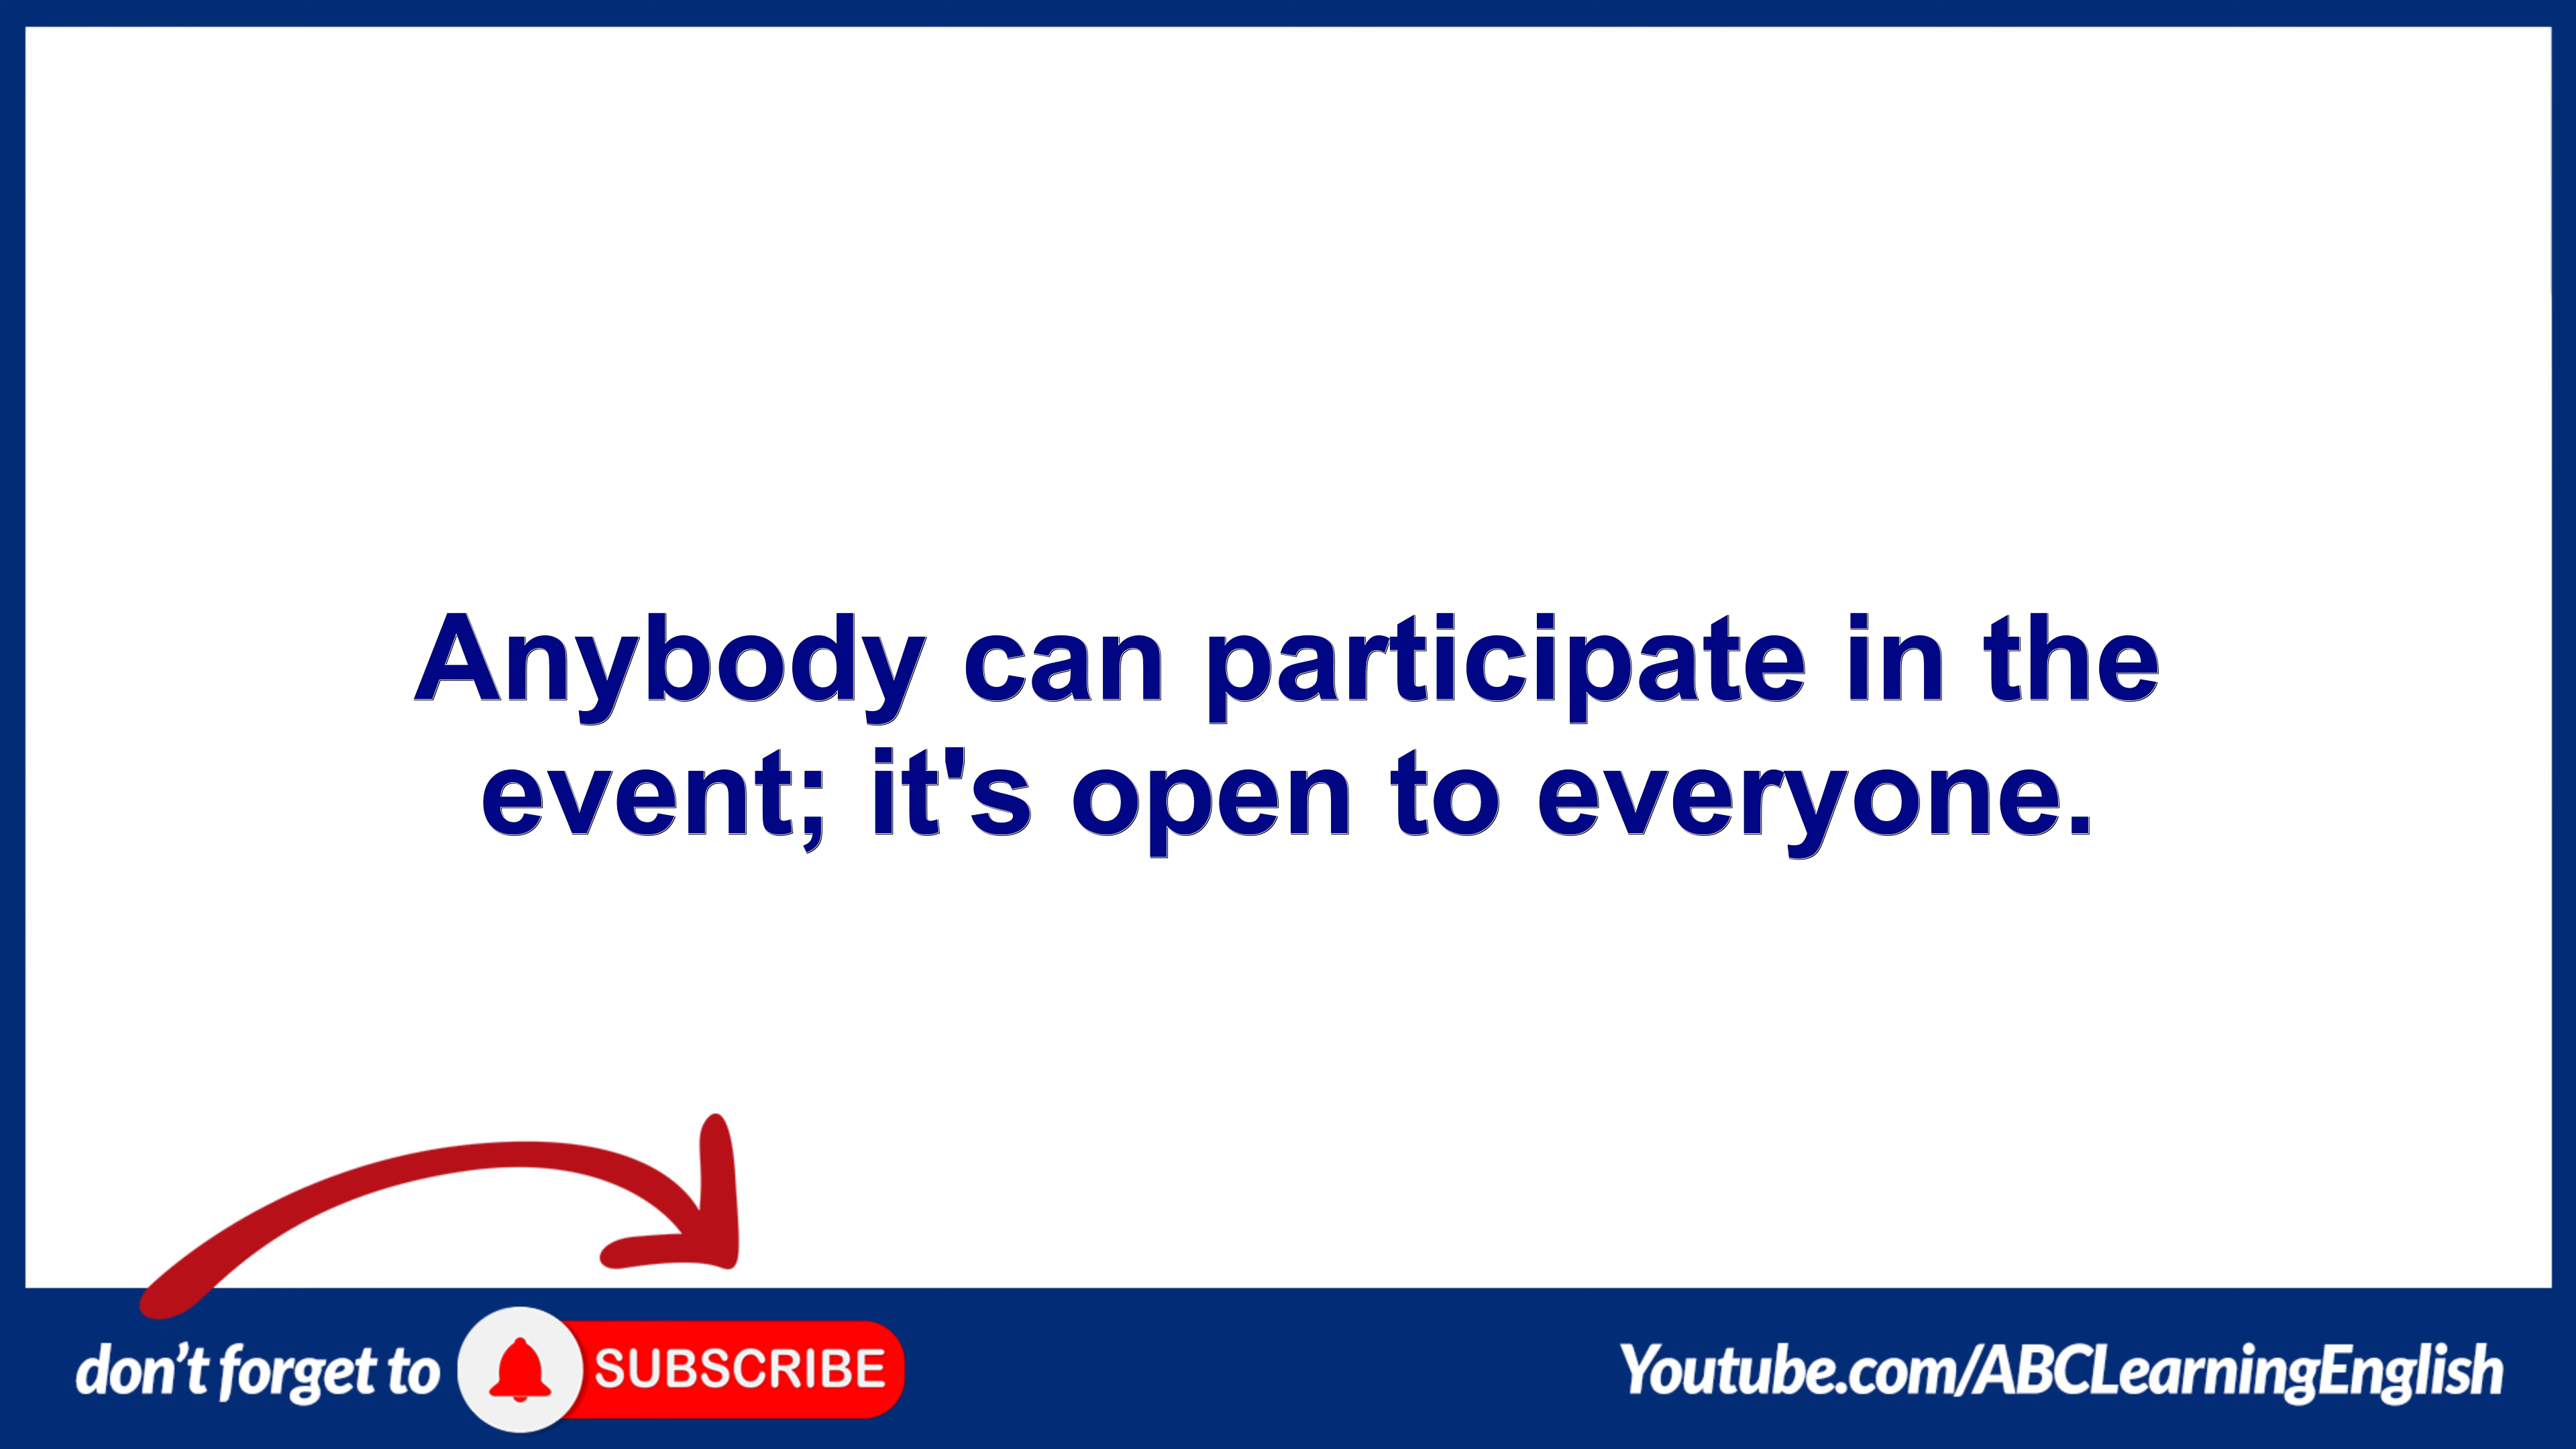 Anybody can participate in the
event; it's open to everyone.
don't forget to SUBSCRIBE
Youtube.com/ABCLearningEnglish